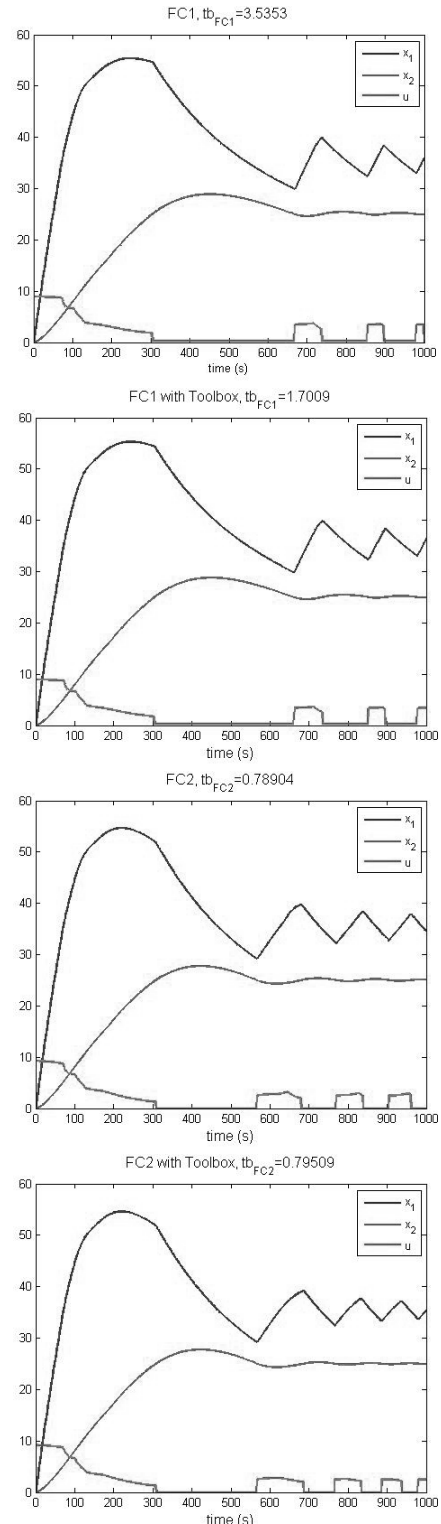 FC1, tb_FC1=3.5353
60
50
40
30
20
10
0
x1
x2
u
0 100 200 300 400 500 600 700 800 900 1000
time (s)
FC1 with Toolbox, tb_FC1=1.7009
60
50
40
30
20
10
0
x1
x2
u
0 100 200 300 400 500 600 700 800 900 1000
time (s)
FC2, tb_FC2=0.78904
60
50
40
30
20
10
0
x1
x2
u
0 100 200 300 400 500 600 700 800 900 1000
time (s)
FC2 with Toolbox, tb_FC2=0.79509
60
50
40
30
20
10
0
x1
x2
u
0 100 200 300 400 500 600 700 800 900 1000
time (s)